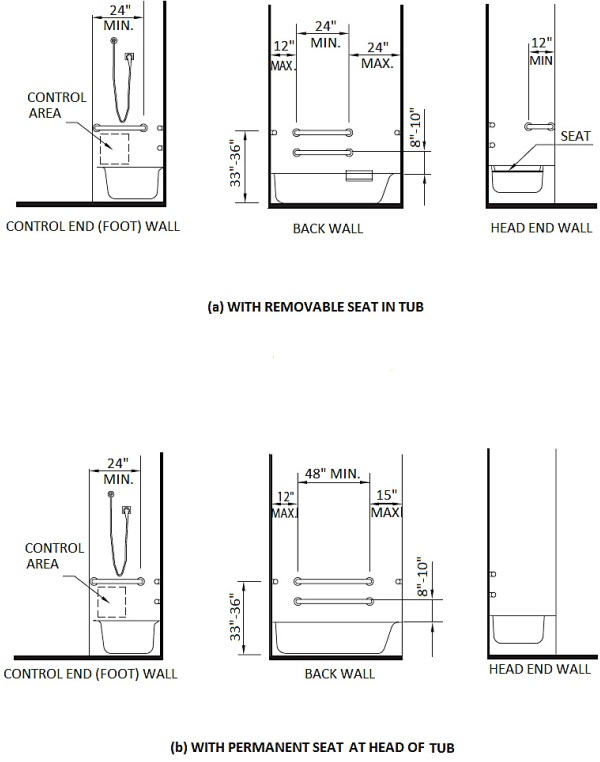 24"
MIN.
CONTROL
AREA
CONTROL END (FOOT) WALL
12"
MAX.
24"
MIN.
24"
MAX.
33"-36"
8"-10"
BACK WALL
12"
MIN
SEAT
HEAD END WALL
(a) WITH REMOVABLE SEAT IN TUB
24"
MIN.
CONTROL
AREA
CONTROL END (FOOT) WALL
48" MIN.
12"
MAX.
15"
MAX
33"-36"
8"-10"
BACK WALL
HEAD END WALL
(b) WITH PERMANENT SEAT AT HEAD OF TUB